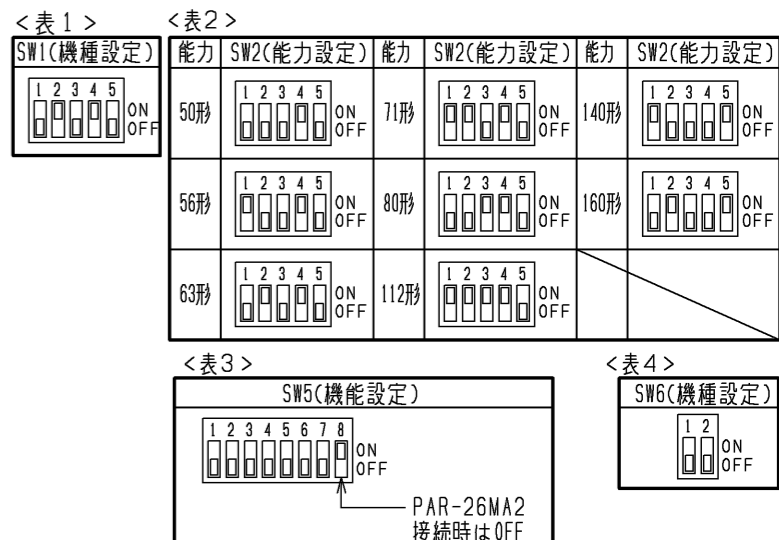 <表1>
SW1(機種設定)
1 2 3 4 5
ON
OFF
<表2>
能力 SW2(能力設定) 能力 SW2(能力設定) 能力 SW2(能力設定)
50形 1 2 3 4 5 ON OFF 71形 1 2 3 4 5 ON OFF 140形 1 2 3 4 5 ON OFF
56形 1 2 3 4 5 ON OFF 80形 1 2 3 4 5 ON OFF 160形 1 2 3 4 5 ON OFF
63形 1 2 3 4 5 ON OFF 112形 1 2 3 4 5 ON OFF
<表3>
SW5(機能設定)
1 2 3 4 5 6 7 8
ON
OFF
PAR-26MA2
接続時はOFF
<表4>
SW6(機種設定)
1 2
ON
OFF